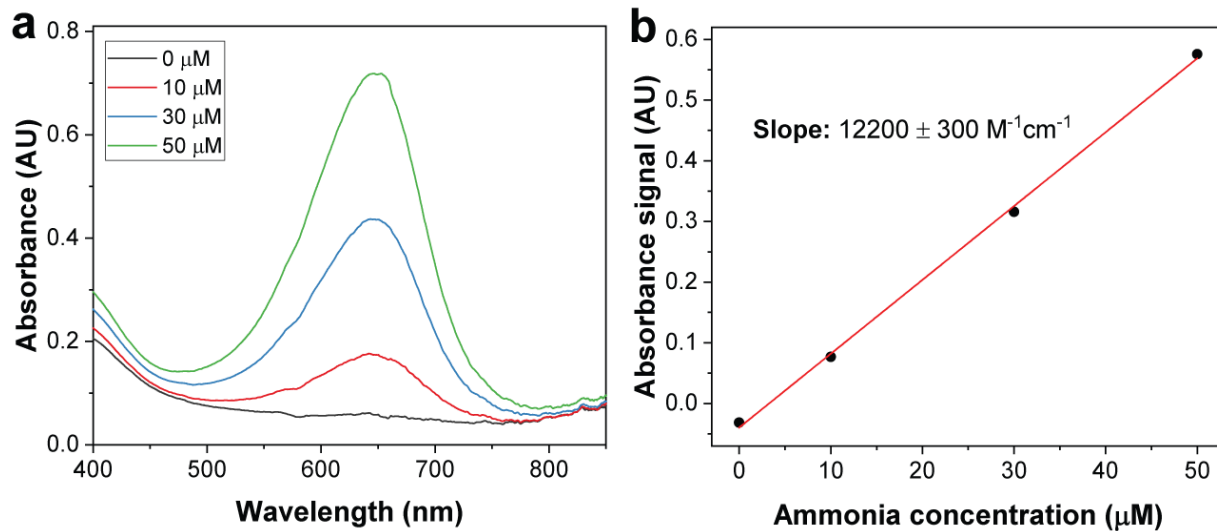 a
0 μM
10 μM
30 μM
50 μM
Absorbance (AU)
0.8
0.6
0.4
0.2
0.0
400 500 600 700 800
Wavelength (nm)
b
Slope: 12200 ± 300 M⁻¹cm⁻¹
Absorbance signal (AU)
0.6
0.5
0.4
0.3
0.2
0.1
0.0
0 10 20 30 40 50
Ammonia concentration (μM)